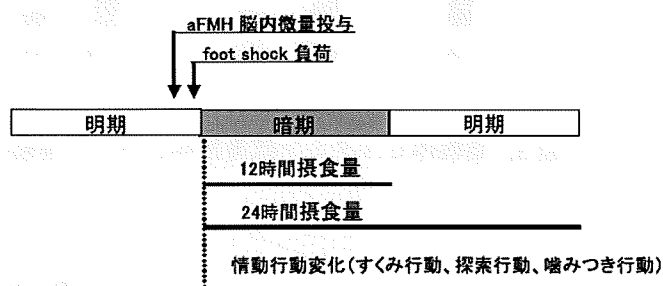 aFMH 脳内微量投与
foot shock 負荷
明期 暗期 明期
12時間摂食量
24時間摂食量
情動行動変化(すくみ行動、探索行動、噛みつき行動)